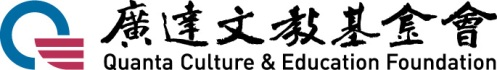 廣達文教基金會
Quanta Culture & Education Foundation